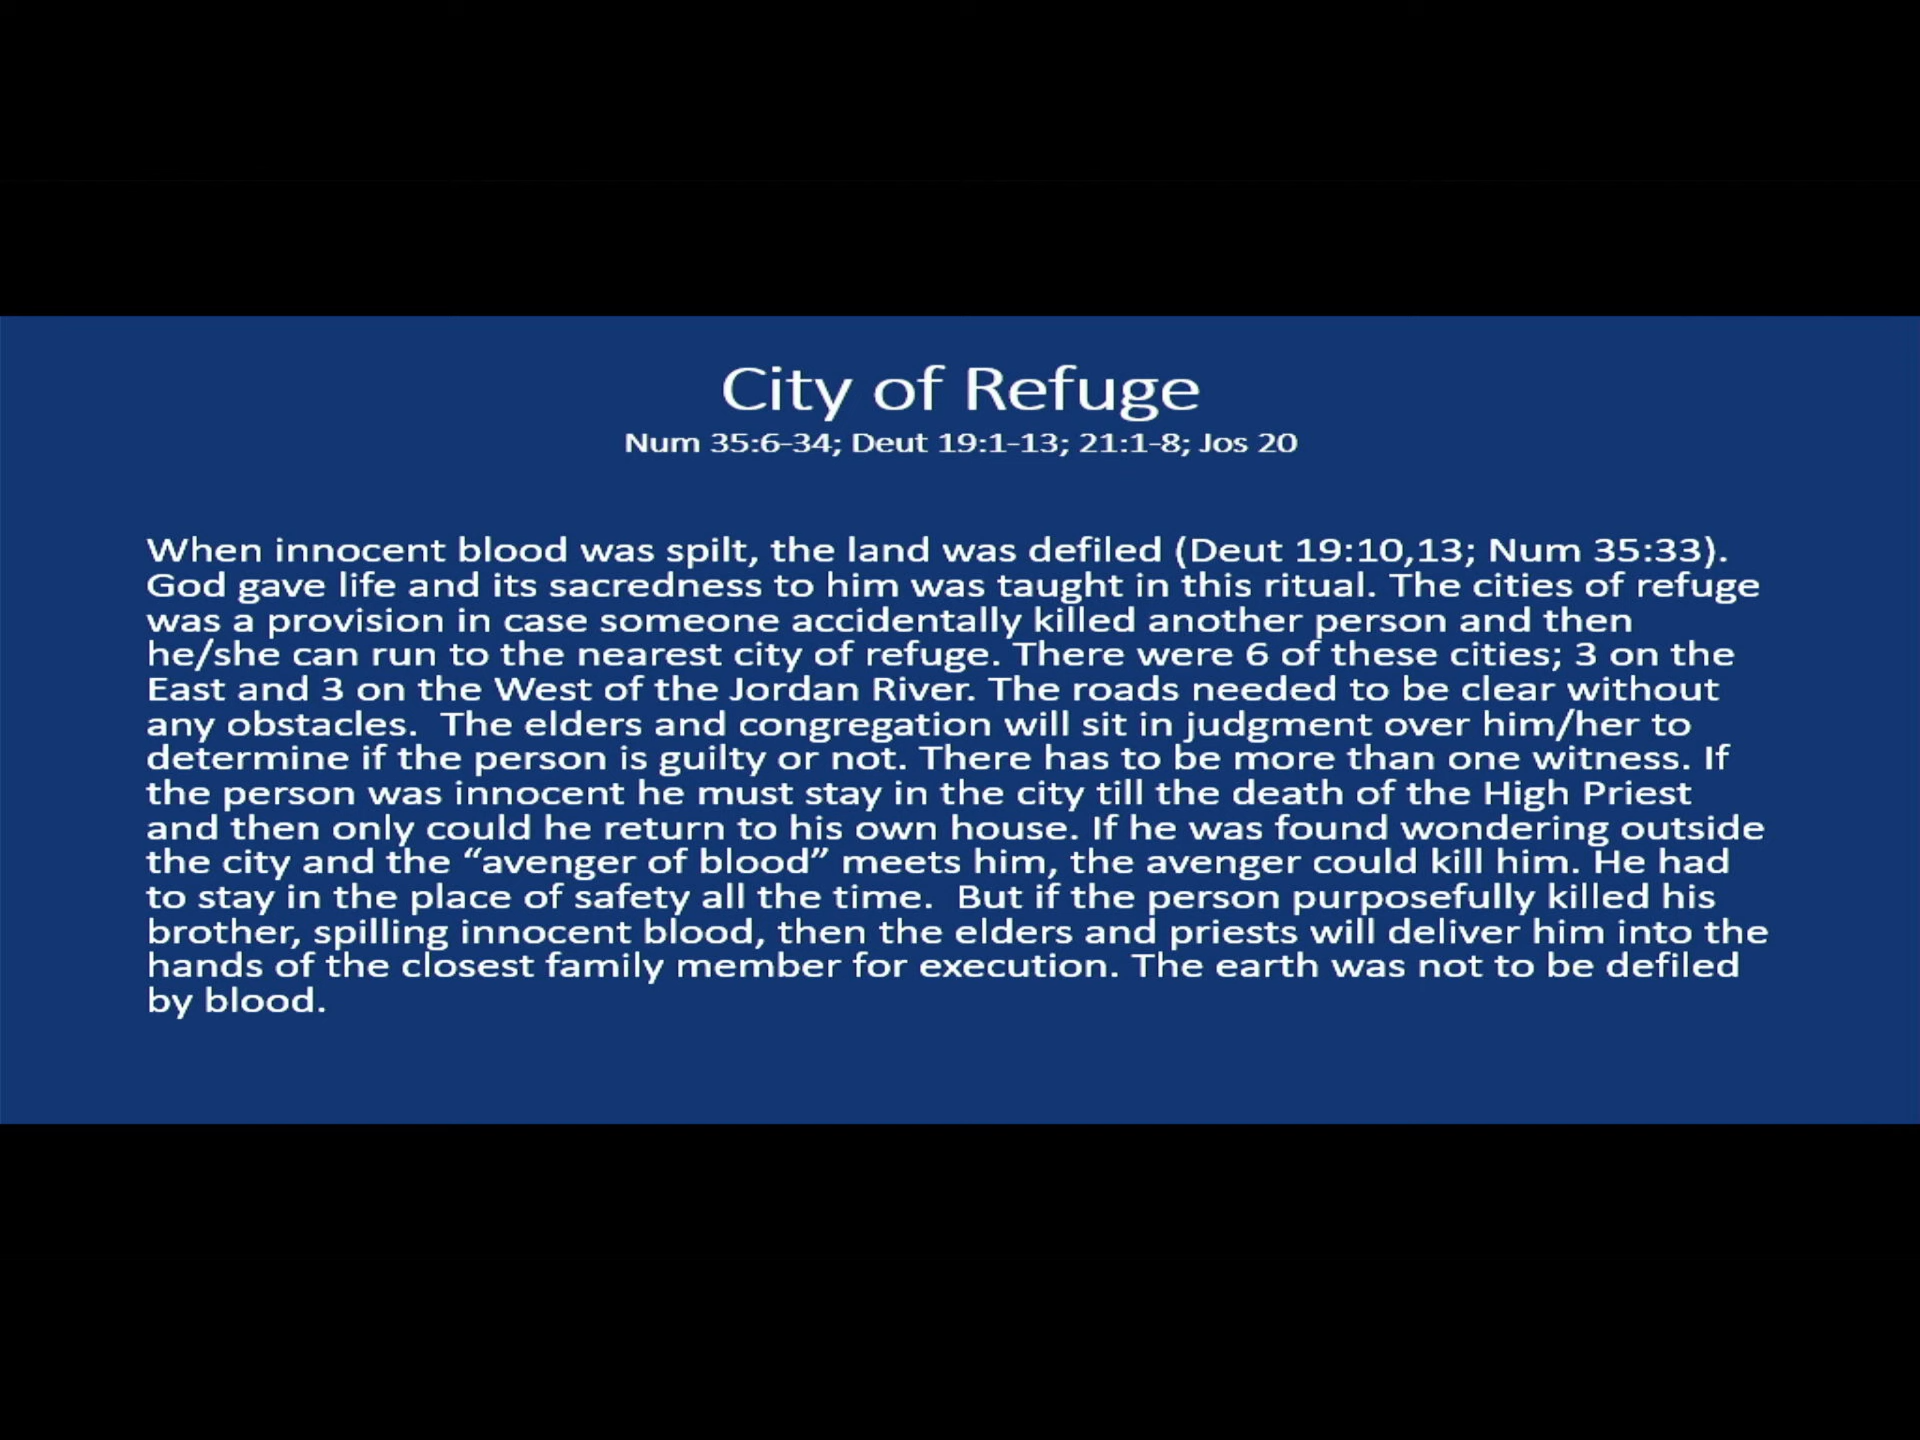 City of Refuge
Num 35:6-34; Deut 19:1-13; 21:1-8; Jos 20
When innocent blood was spilt, the land was defiled (Deut 19:10,13; Num 35:33).
God gave life and its sacredness to him was taught in this ritual. The cities of refuge
was a provision in case someone accidentally killed another person and then
he/she can run to the nearest city of refuge. There were 6 of these cities; 3 on the
East and 3 on the West of the Jordan River. The roads needed to be clear without
any obstacles.  The elders and congregation will sit in judgment over him/her to
determine if the person is guilty or not. There has to be more than one witness. If
the person was innocent he must stay in the city till the death of the High Priest
and then only could he return to his own house. If he was found wondering outside
the city and the “avenger of blood” meets him, the avenger could kill him. He had
to stay in the place of safety all the time.  But if the person purposefully killed his
brother, spilling innocent blood, then the elders and priests will deliver him into the
hands of the closest family member for execution. The earth was not to be defiled
by blood.